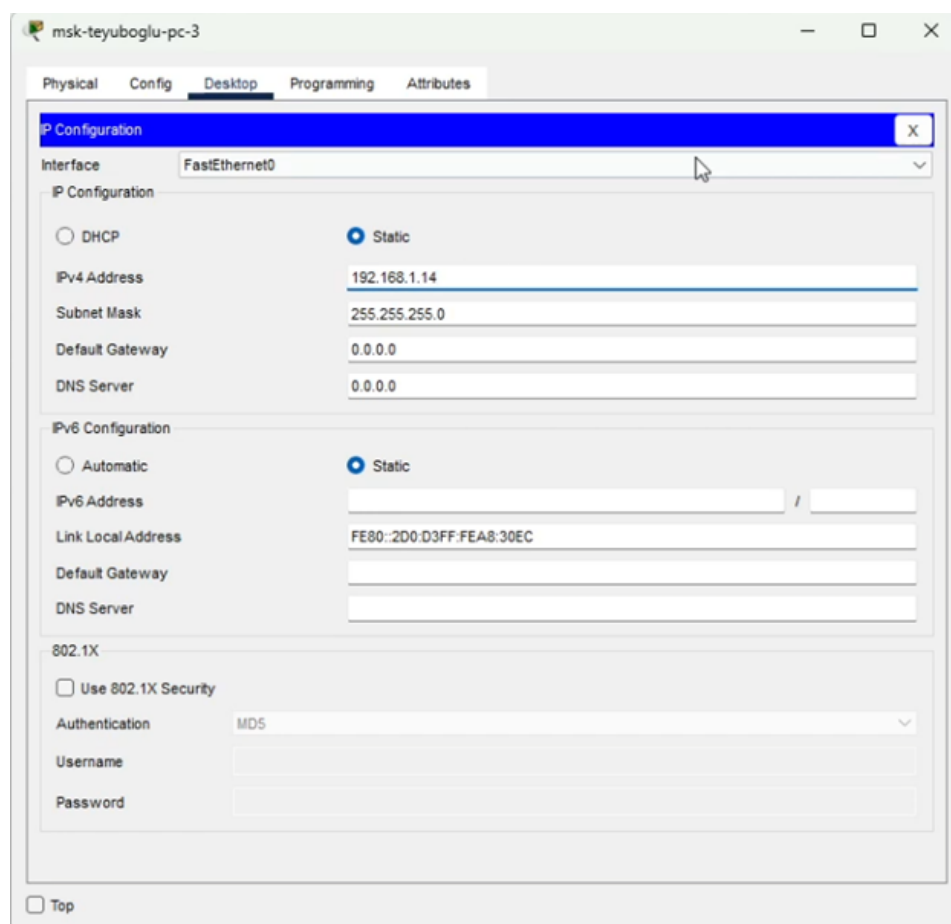 msk-teyuboglu-pc-3
Physical Config Desktop Programming Attributes
IP Configuration X
Interface FastEthernet0
IP Configuration
DHCP Static
IPv4 Address 192.168.1.14
Subnet Mask 255.255.255.0
Default Gateway 0.0.0.0
DNS Server 0.0.0.0
IPv6 Configuration
Automatic Static
IPv6 Address /
Link Local Address FE80::2D0:D3FF:FEA8:30EC
Default Gateway
DNS Server
802.1X
Use 802.1X Security
Authentication MD5
Username
Password
Top